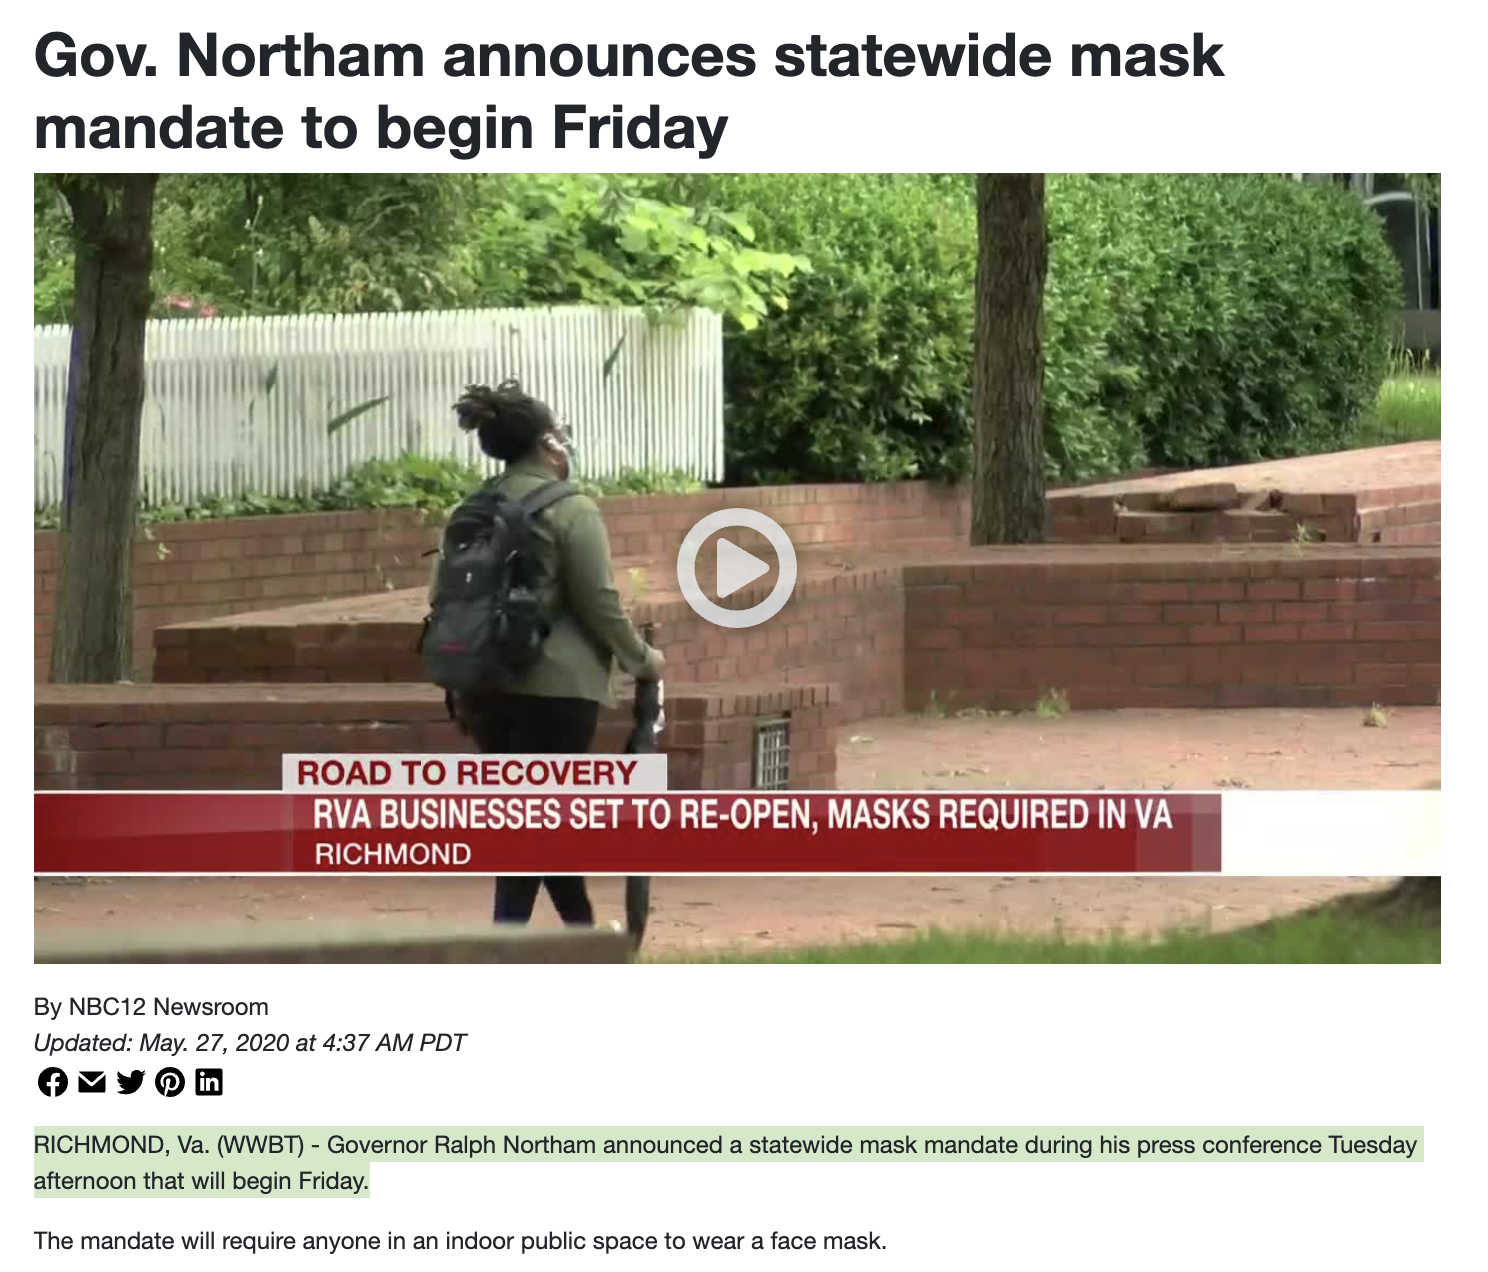 Gov. Northam announces statewide mask
mandate to begin Friday
ROAD TO RECOVERY
RVA BUSINESSES SET TO RE-OPEN, MASKS REQUIRED IN VA
RICHMOND
By NBC12 Newsroom
Updated: May. 27, 2020 at 4:37 AM PDT
RICHMOND, Va. (WWBT) - Governor Ralph Northam announced a statewide mask mandate during his press conference Tuesday
afternoon that will begin Friday.
The mandate will require anyone in an indoor public space to wear a face mask.